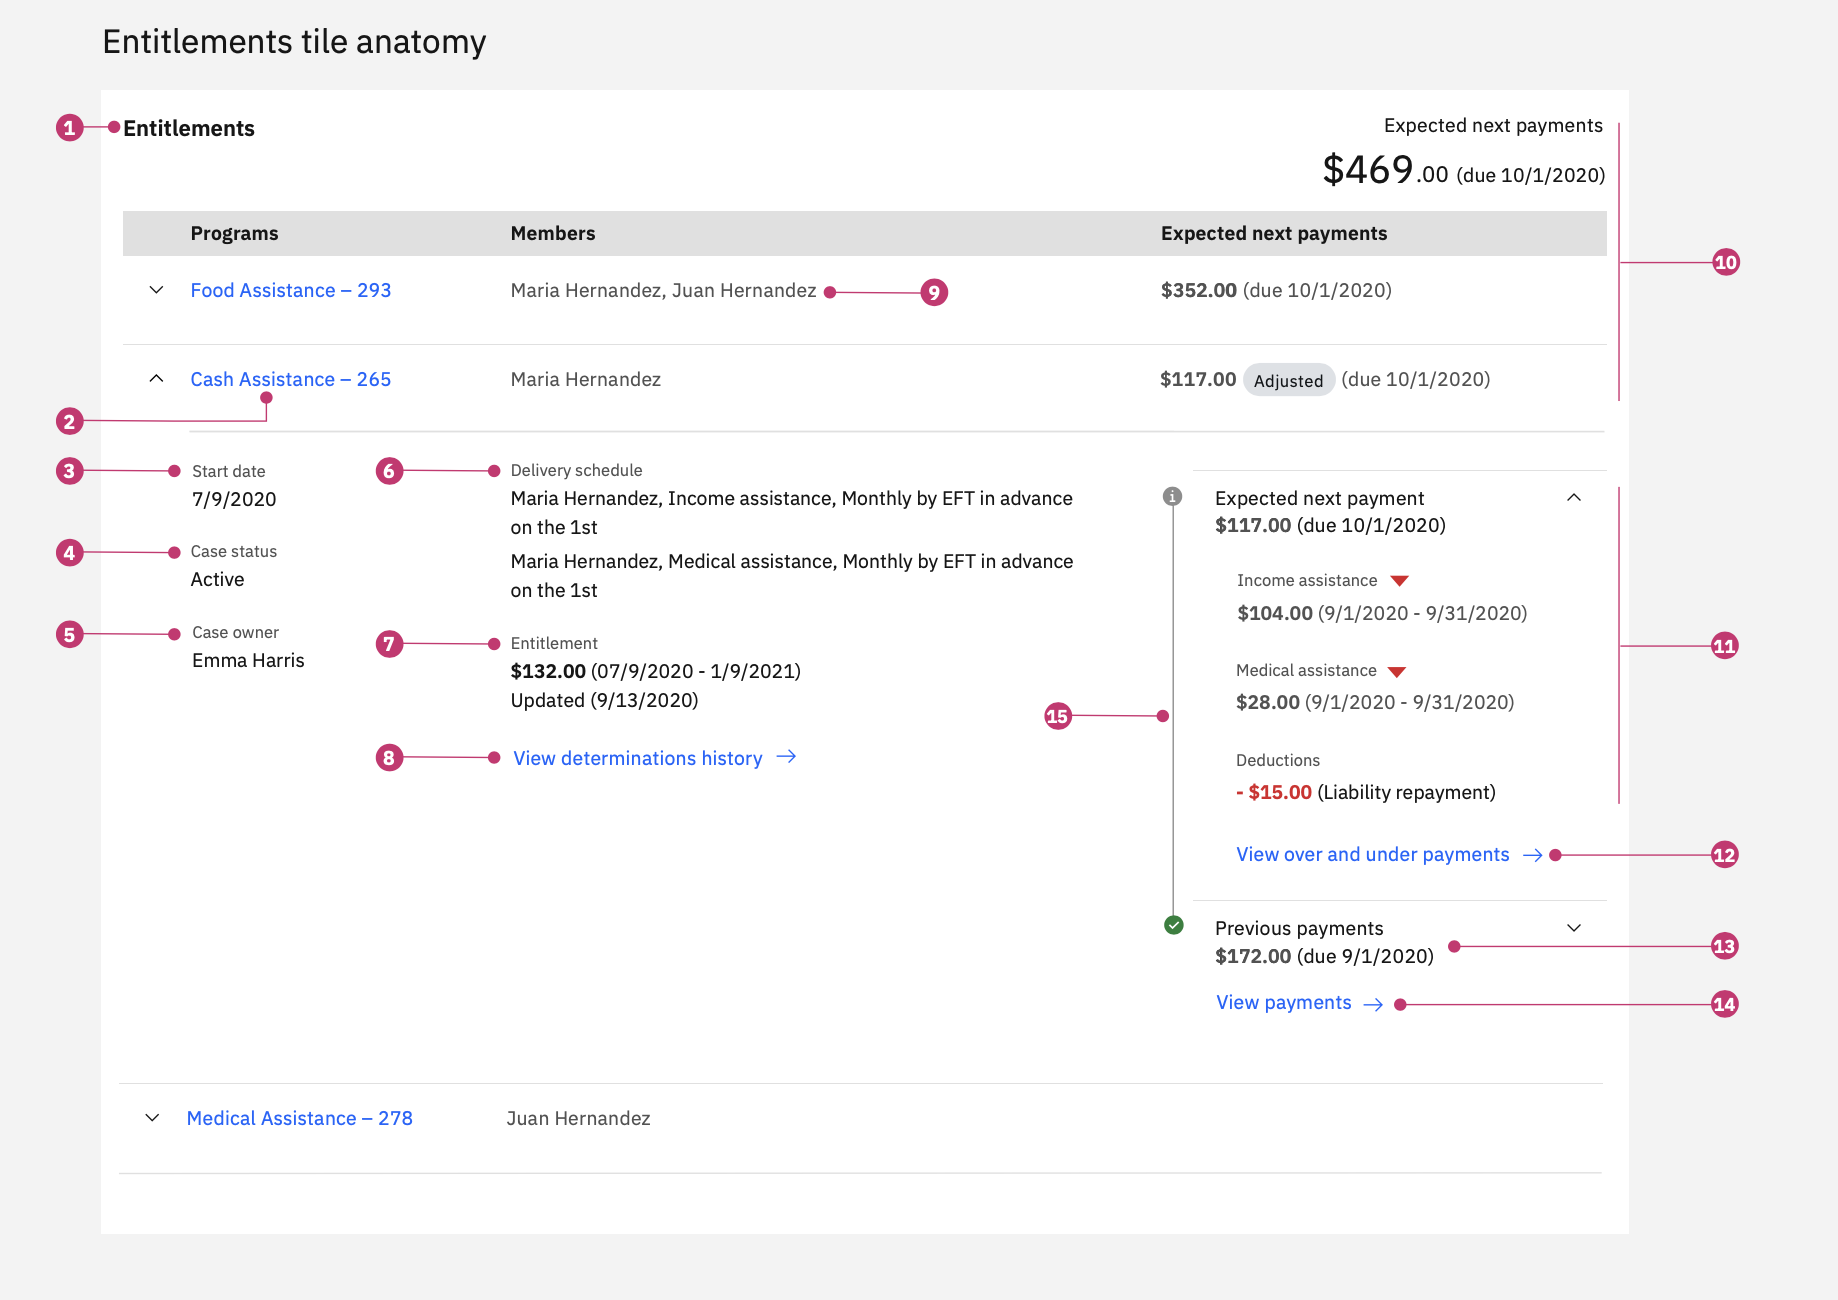 Entitlements tile anatomy
1
Entitlements
Expected next payments
$469.00 (due 10/1/2020)
Programs
Members
Expected next payments
10
Food Assistance – 293
Maria Hernandez, Juan Hernandez
9
$352.00 (due 10/1/2020)
Cash Assistance – 265
Maria Hernandez
$117.00 Adjusted (due 10/1/2020)
2
3
Start date
7/9/2020
4
Case status
Active
5
Case owner
Emma Harris
6
Delivery schedule
Maria Hernandez, Income assistance, Monthly by EFT in advance
on the 1st
Maria Hernandez, Medical assistance, Monthly by EFT in advance
on the 1st
7
Entitlement
$132.00 (07/9/2020 - 1/9/2021)
Updated (9/13/2020)
8
View determinations history
15
Expected next payment
$117.00 (due 10/1/2020)
Income assistance
$104.00 (9/1/2020 - 9/31/2020)
11
Medical assistance
$28.00 (9/1/2020 - 9/31/2020)
Deductions
- $15.00 (Liability repayment)
View over and under payments
12
Previous payments
$172.00 (due 9/1/2020)
13
View payments
14
Medical Assistance – 278
Juan Hernandez